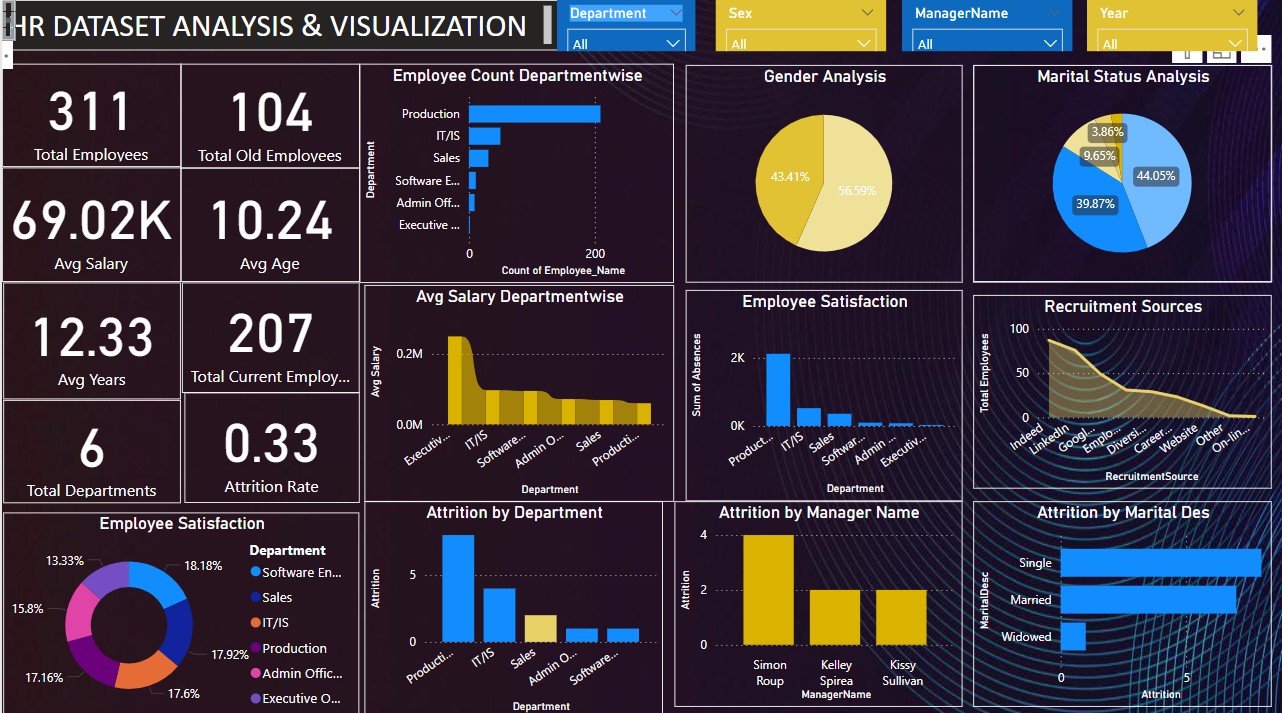 HR DATASET ANALYSIS & VISUALIZATION
Department
All
Sex
All
ManagerName
All
Year
All
311
Total Employees
104
Total Old Employees
69.02K
Avg Salary
10.24
Avg Age
12.33
Avg Years
207
Total Current Employ...
6
Total Departments
0.33
Attrition Rate
Employee Count Departmentwise
Department
Production
IT/IS
Sales
Software E...
Admin Off...
Executive ...
0
200
Count of Employee_Name
Gender Analysis
43.41%
56.59%
Marital Status Analysis
3.86%
9.65%
44.05%
39.87%
Avg Salary Departmentwise
Avg Salary
0.2M
0.0M
Executiv...
IT/IS
Software...
Admin O...
Sales
Producti...
Department
Employee Satisfaction
Sum of Absences
2K
0K
Product...
IT/IS
Sales
Softwar...
Admin ...
Executiv...
Department
Recruitment Sources
Total Employees
100
50
0
Indeed
LinkedIn
Googl...
Emplo...
Diversi...
Career...
Website
Other
On-lin...
RecruitmentSource
Employee Satisfaction
13.33%
18.18%
15.8%
17.92%
17.16%
17.6%
Department
Software En...
Sales
IT/IS
Production
Admin Offic...
Executive O...
Attrition by Department
Attrition
5
0
Producti...
IT/IS
Sales
Admin O...
Software...
Department
Attrition by Manager Name
Attrition
4
2
0
Simon
Roup
Kelley
Spirea
Kissy
Sullivan
ManagerName
Attrition by Marital Des
MaritalDesc
Single
Married
Widowed
0
5
Attrition